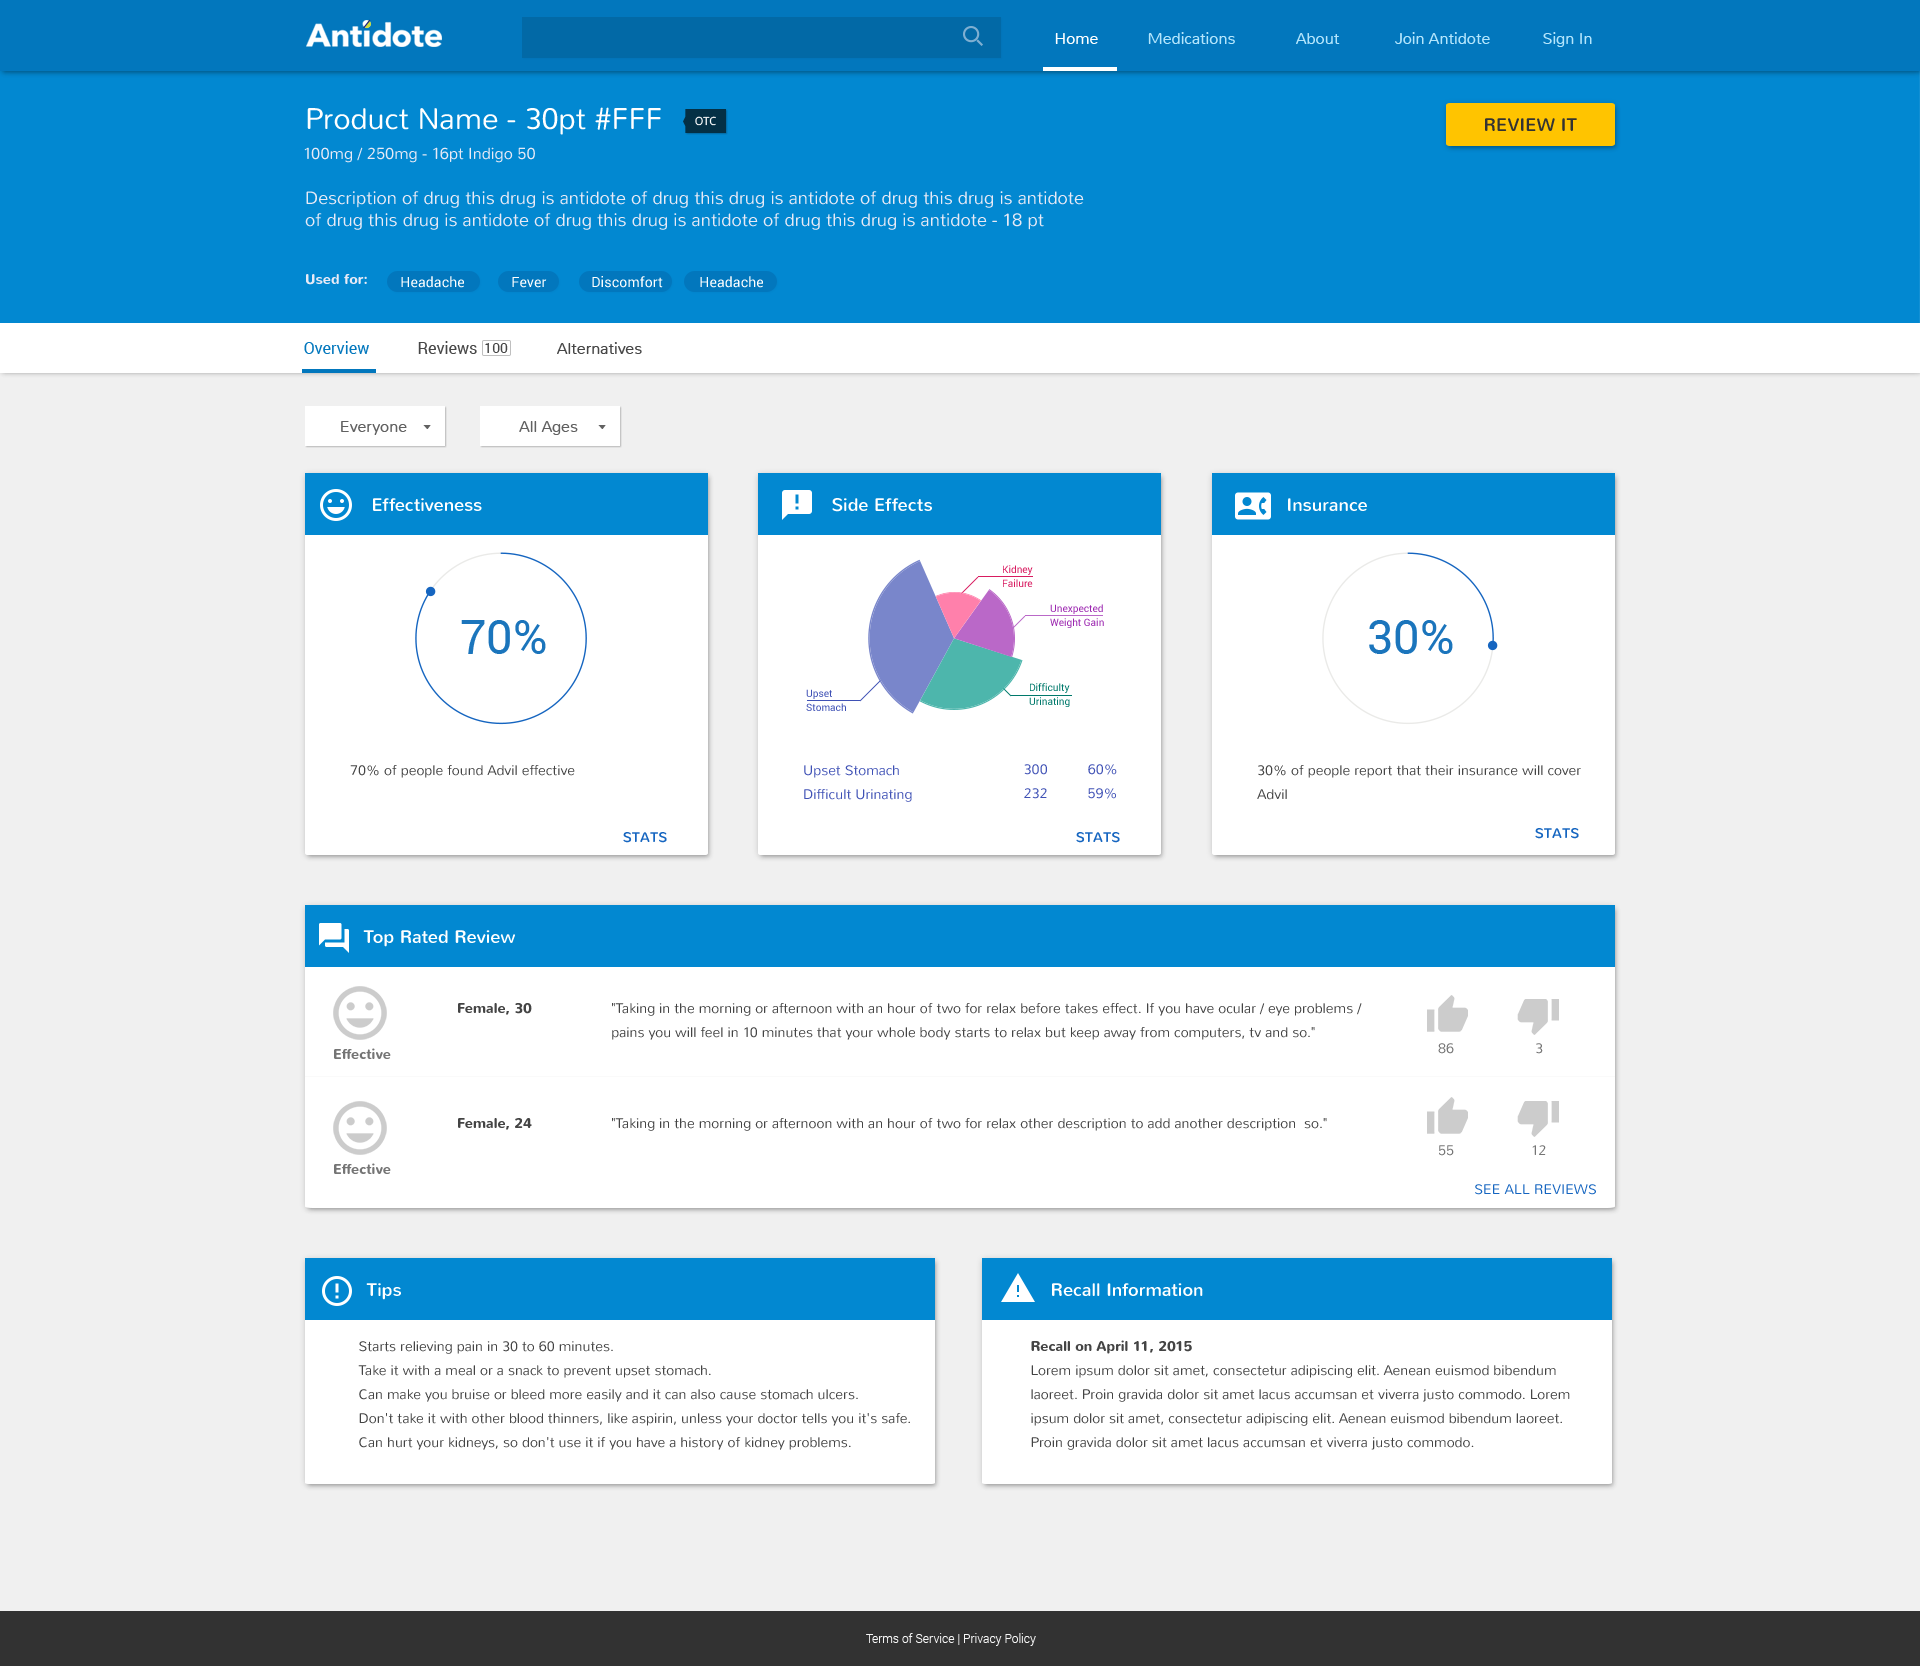 Antidote
Home
Medications
About
Join Antidote
Sign In
Product Name - 30pt #FFF
OTC
REVIEW IT
100mg / 250mg - 16pt Indigo 50
Description of drug this drug is antidote of drug this drug is antidote of drug this drug is antidote
of drug this drug is antidote of drug this drug is antidote of drug this drug is antidote - 18 pt
Used for:
Headache
Fever
Discomfort
Headache
Overview
Reviews 100
Alternatives
Everyone
All Ages
Effectiveness
70%
70% of people found Advil effective
STATS
Side Effects
Kidney
Failure
Unexpected
Weight Gain
Difficulty
Urinating
Upset
Stomach
Upset Stomach 300 60%
Difficult Urinating 232 59%
STATS
Insurance
30%
30% of people report that their insurance will cover
Advil
STATS
Top Rated Review
Effective
Female, 30
"Taking in the morning or afternoon with an hour of two for relax before takes effect. If you have ocular / eye problems /
pains you will feel in 10 minutes that your whole body starts to relax but keep away from computers, tv and so."
86
3
Effective
Female, 24
"Taking in the morning or afternoon with an hour of two for relax other description to add another description  so."
55
12
SEE ALL REVIEWS
Tips
Starts relieving pain in 30 to 60 minutes.
Take it with a meal or a snack to prevent upset stomach.
Can make you bruise or bleed more easily and it can also cause stomach ulcers.
Don't take it with other blood thinners, like aspirin, unless your doctor tells you it's safe.
Can hurt your kidneys, so don't use it if you have a history of kidney problems.
Recall Information
Recall on April 11, 2015
Lorem ipsum dolor sit amet, consectetur adipiscing elit. Aenean euismod bibendum
laoreet. Proin gravida dolor sit amet lacus accumsan et viverra justo commodo. Lorem
ipsum dolor sit amet, consectetur adipiscing elit. Aenean euismod bibendum laoreet.
Proin gravida dolor sit amet lacus accumsan et viverra justo commodo.
Terms of Service | Privacy Policy